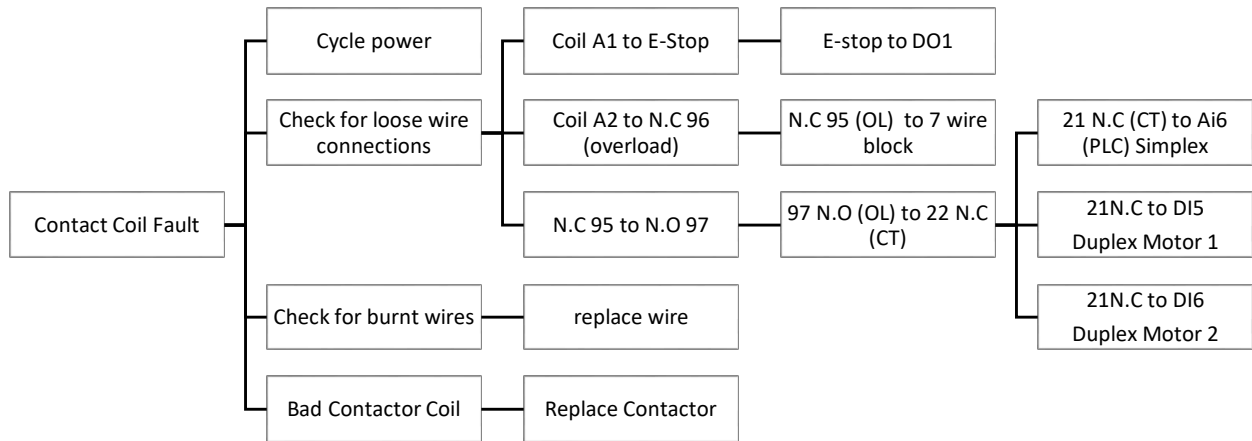 Contact Coil Fault
Cycle power
Check for loose wire
connections
Coil A1 to E-Stop
E-stop to DO1
Coil A2 to N.C 96
(overload)
N.C 95 (OL)  to 7 wire
block
N.C 95 to N.O 97
97 N.O (OL) to 22 N.C
(CT)
21 N.C (CT) to Ai6
(PLC) Simplex
21N.C to DI5
Duplex Motor 1
21N.C to DI6
Duplex Motor 2
Check for burnt wires
replace wire
Bad Contactor Coil
Replace Contactor